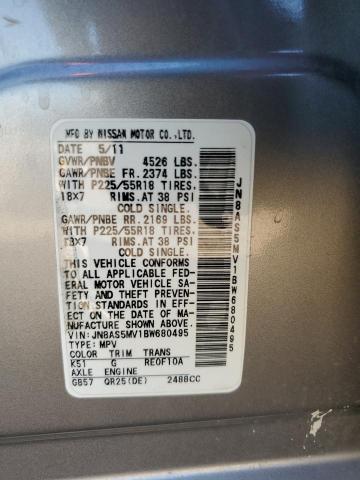 MFD BY NISSAN MOTOR CO.,LTD.
DATE 5/11
GVWR/PNBV 4526 LBS.
GAWR/PNBE FR. 2374 LBS.
WITH P225/55R18 TIRES.
18X7 RIMS. AT 38 PSI
COLD SINGLE.
GAWR/PNBE RR. 2169 LBS.
WITH P225/55R18 TIRES.
18X7 RIMS. AT 38 PSI
COLD SINGLE.
THIS VEHICLE CONFORMS
TO ALL APPLICABLE FED-
ERAL MOTOR VEHICLE SAF-
ETY AND THEFT PREVENTION
STANDARDS IN EFF-
ECT ON THE DATE OF MA-
NUFACTURE SHOWN ABOVE.
VIN: JN8AS5MV1BW680495
TYPE: MPV
COLOR TRIM TRANS
K51 G RE0F10A
AXLE ENGINE
GB57 QR25(DE) 2488CC
JN8AS5MV1BW680495